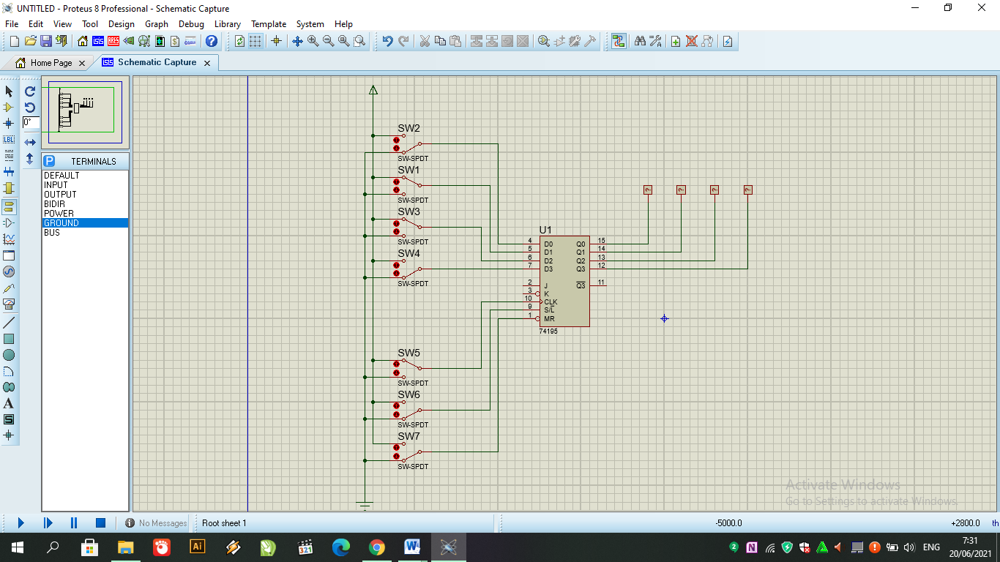 UNTITLED - Proteus 8 Professional - Schematic Capture
File Edit View Tool Design Graph Debug Library Template System Help
Home Page Schematic Capture
0°
LBL
P TERMINALS
DEFAULT
INPUT
OUTPUT
BIDIR
POWER
GROUND
BUS
A
S
SW2
SW-SPDT
SW1
SW-SPDT
SW3
SW-SPDT
SW4
SW-SPDT
SW5
SW-SPDT
SW6
SW-SPDT
SW7
SW-SPDT
? ? ? ?
U1
4 D0 Q0 15
5 D1 Q1 14
6 D2 Q2 13
7 D3 Q3 12
2 J Q3 11
3 K
10 CLK
9 S/L
1 MR
74195
Activate Windows
Go to Settings to activate Windows.
No Messages Root sheet 1 -5000.0 +2800.0 th
Ai 321 W 2 N ENG
7:31
20/06/2021